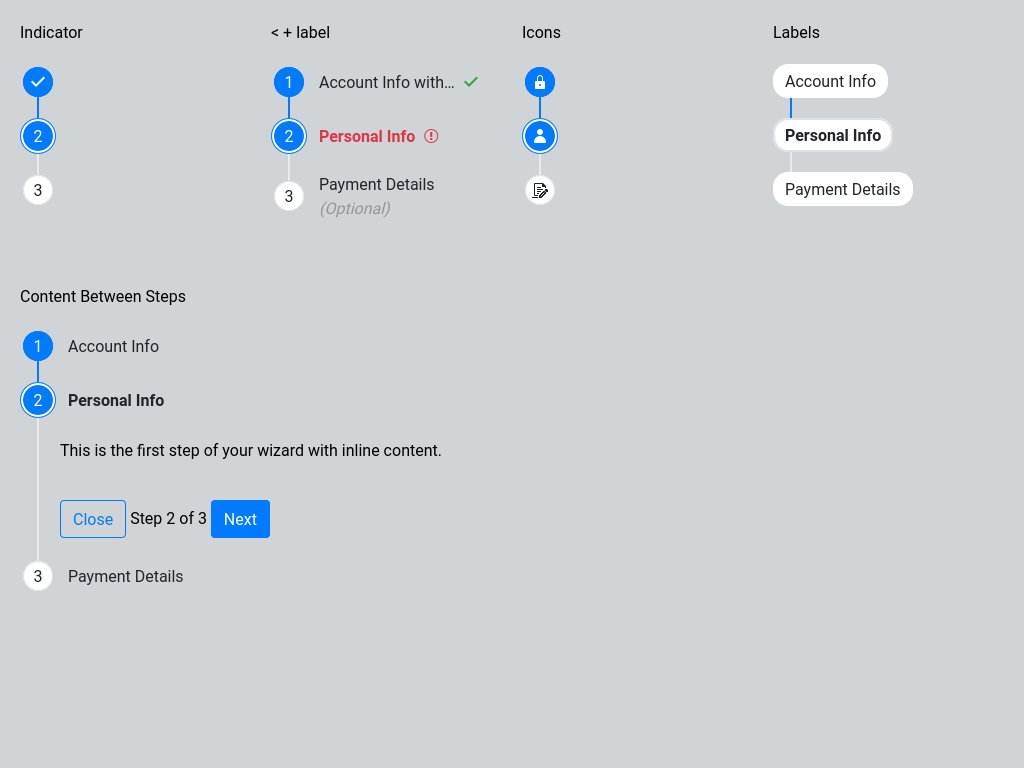 Indicator
2
3
< + label
1 Account Info with…
2 Personal Info
3 Payment Details
(Optional)
Icons
Labels
Account Info
Personal Info
Payment Details
Content Between Steps
1 Account Info
2 Personal Info
This is the first step of your wizard with inline content.
Close Step 2 of 3 Next
3 Payment Details